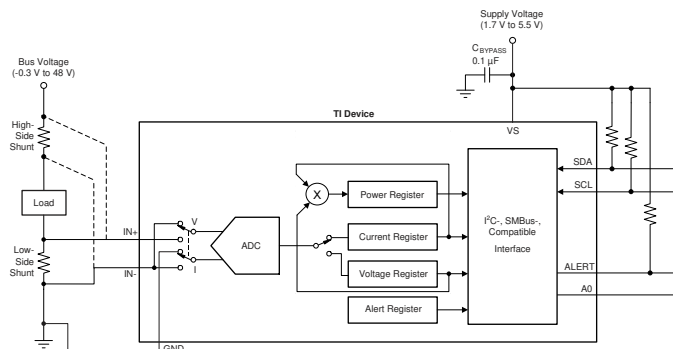 Supply Voltage
(1.7 V to 5.5 V)
Bus Voltage
(-0.3 V to 48 V)
CBYPASS
0.1 µF
TI Device
VS
High-
Side
Shunt
Load
Low-
Side
Shunt
IN+
IN-
V
I
ADC
X
Power Register
Current Register
Voltage Register
Alert Register
I²C-, SMBus-,
Compatible
Interface
SDA
SCL
ALERT
A0
GND